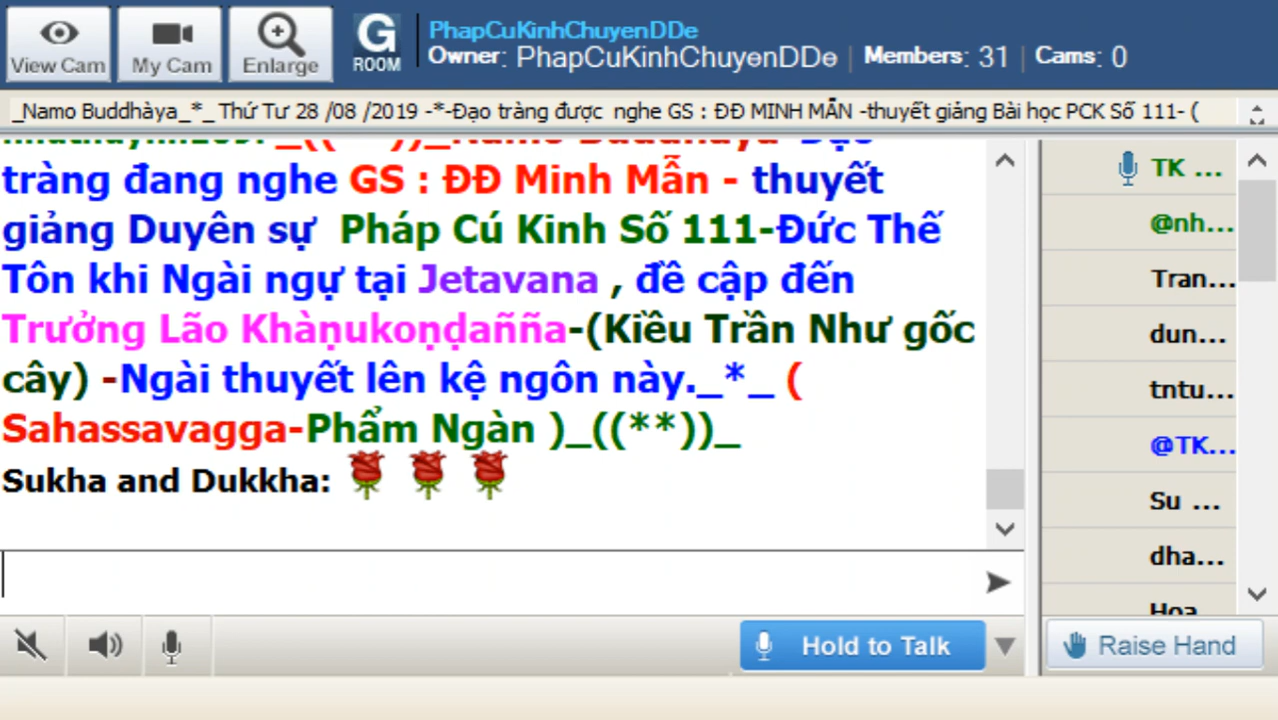 View Cam
My Cam
Enlarge
G
ROOM
PhapCuKinhChuyenDDe
Owner: PhapCuKinhChuyenDDe | Members: 31 | Cams: 0
_Namo Buddhàya_*_ Thứ Tư 28 /08 /2019 -*-Đạo tràng được nghe GS : ĐĐ MINH MẪN -thuyết giảng Bài học PCK Số 111- (
tràng đang nghe GS : ĐĐ Minh Mẫn - thuyết
giảng Duyên sự Pháp Cú Kinh Số 111-Đức Thế
Tôn khi Ngài ngự tại Jetavana , đề cập đến
Trưởng Lão Khàṇukoṇḍañña-(Kiều Trần Như gốc
cây) -Ngài thuyết lên kệ ngôn này._*_ (
Sahassavagga-Phẩm Ngàn )_((**))_
Sukha and Dukkha:
TK ...
@nh...
Tran...
dun...
tntu...
@TK...
Su ...
dha...
Hoa
Hold to Talk
Raise Hand